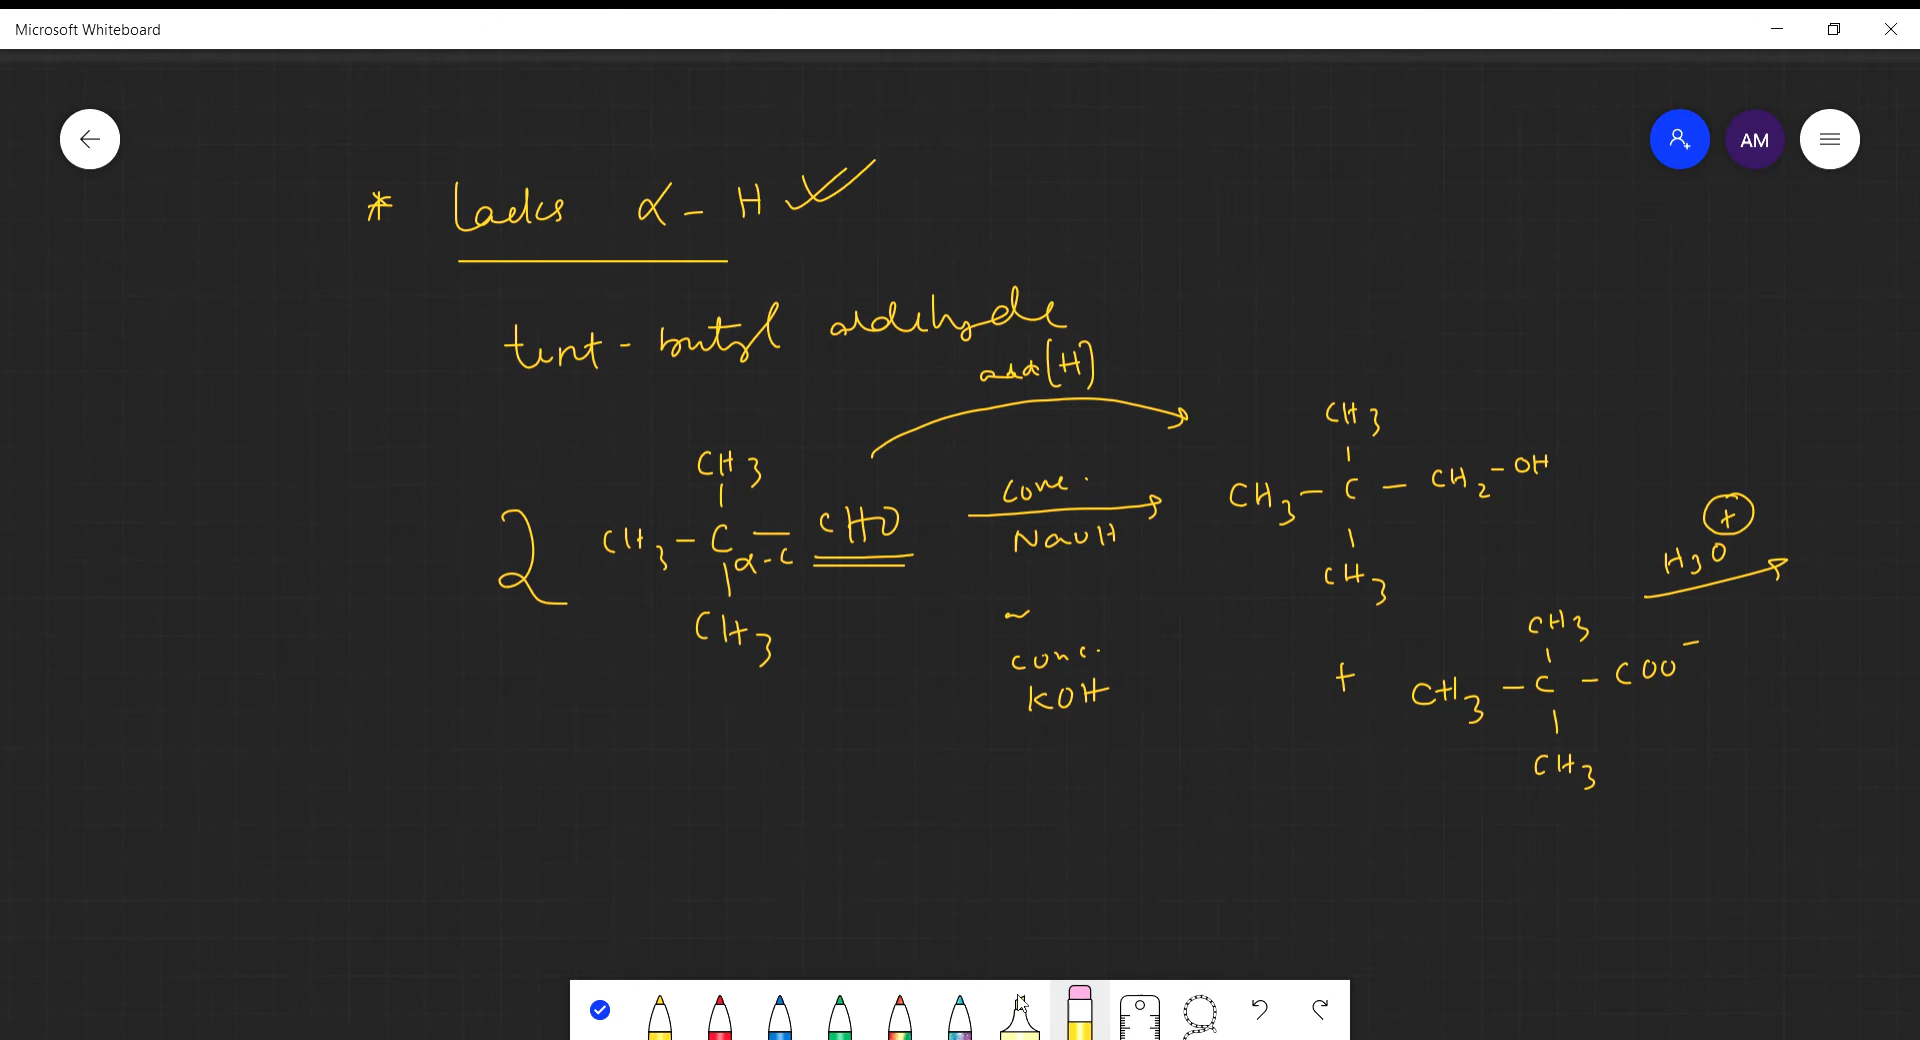 Microsoft Whiteboard
AM
* Lacks α - H
tert - butyl aldehyde
add [H]
CH3
CH3 - C - CHO
α - C
CH3
2
conc.
NaOH
~
conc.
KOH
CH3
CH3 - C - CH2 - OH
CH3
H3O +
+
CH3
CH3 - C - COO -
CH3